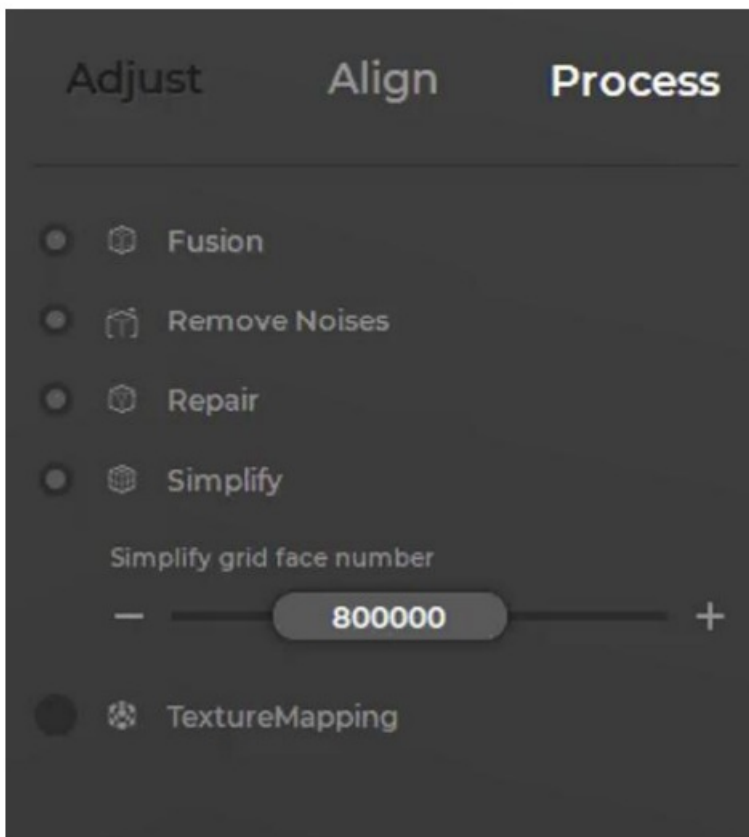 Adjust Align Process
Fusion
Remove Noises
Repair
Simplify
Simplify grid face number
− 800000 +
TextureMapping